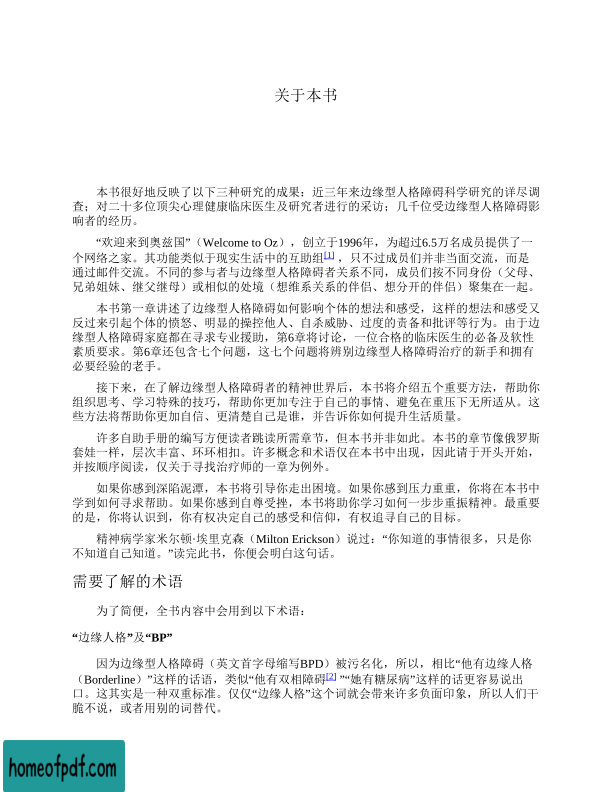 关于本书
本书很好地反映了以下三种研究的成果：近三年来边缘型人格障碍科学研究的详尽调
查；对二十多位顶尖心理健康临床医生及研究者进行的采访；几千位受边缘型人格障碍影
响者的经历。
“欢迎来到奥兹国”（Welcome to Oz），创立于1996年，为超过6.5万名成员提供了一
个网络之家。其功能类似于现实生活中的互助组[1] ，只不过成员们并非当面交流，而是
通过邮件交流。不同的参与者与边缘型人格障碍者关系不同，成员们按不同身份（父母、
兄弟姐妹、继父继母）或相似的处境（想维系关系的伴侣、想分开的伴侣）聚集在一起。
本书第一章讲述了边缘型人格障碍如何影响个体的想法和感受，这样的想法和感受又
反过来引起个体的愤怒、明显的操控他人、自杀威胁、过度的责备和批评等行为。由于边
缘型人格障碍家庭都在寻求专业援助，第6章将讨论，一位合格的临床医生的必备及软性
素质要求。第6章还包含七个问题，这七个问题将辨别边缘型人格障碍治疗的新手和拥有
必要经验的老手。
接下来，在了解边缘型人格障碍者的精神世界后，本书将介绍五个重要方法，帮助你
组织思考、学习特殊的技巧，帮助你更加专注于自己的事情、避免在重压下无所适从。这
些方法将帮助你更加自信、更清楚自己是谁，并告诉你如何提升生活质量。
许多自助手册的编写方便读者跳读所需章节，但本书并非如此。本书的章节像俄罗斯
套娃一样，层次丰富、环环相扣。许多概念和术语仅在本书中出现，因此请于开头开始，
并按顺序阅读，仅关于寻找治疗师的一章为例外。
如果你感到深陷泥潭，本书将引导你走出困境。如果你感到压力重重，你将在本书中
学到如何寻求帮助。如果你感到自尊受挫，本书将助你学习如何一步步重振精神。最重要
的是，你将认识到，你有权决定自己的感受和信仰，有权追寻自己的目标。
精神病学家米尔顿·埃里克森（Milton Erickson）说过：“你知道的事情很多，只是你
不知道自己知道。”读完此书，你便会明白这句话。
需要了解的术语
为了简便，全书内容中会用到以下术语：
“边缘人格”及“BP”
因为边缘型人格障碍（英文首字母缩写BPD）被污名化，所以，相比“他有边缘人格
（Borderline）”这样的话语，类似“他有双相障碍[2] ”“她有糖尿病”这样的话更容易说出
口。这其实是一种双重标准。仅仅“边缘人格”这个词就会带来许多负面印象，所以人们干
脆不说，或者用别的词替代。
homeofpdf.com